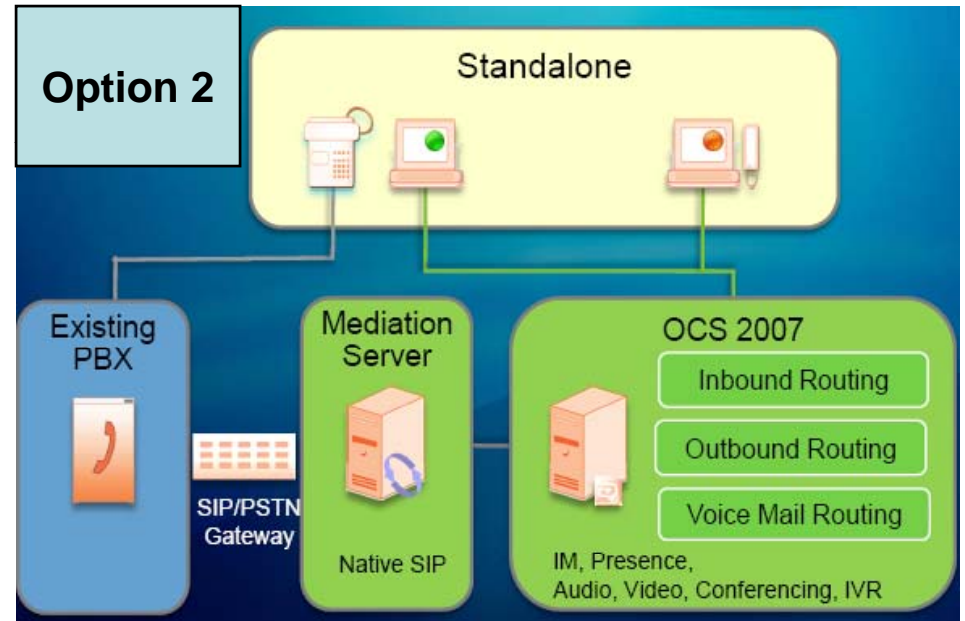 Option 2
Standalone
Existing
PBX
SIP/PSTN
Gateway
Mediation
Server
Native SIP
OCS 2007
Inbound Routing
Outbound Routing
Voice Mail Routing
IM, Presence,
Audio, Video, Conferencing, IVR